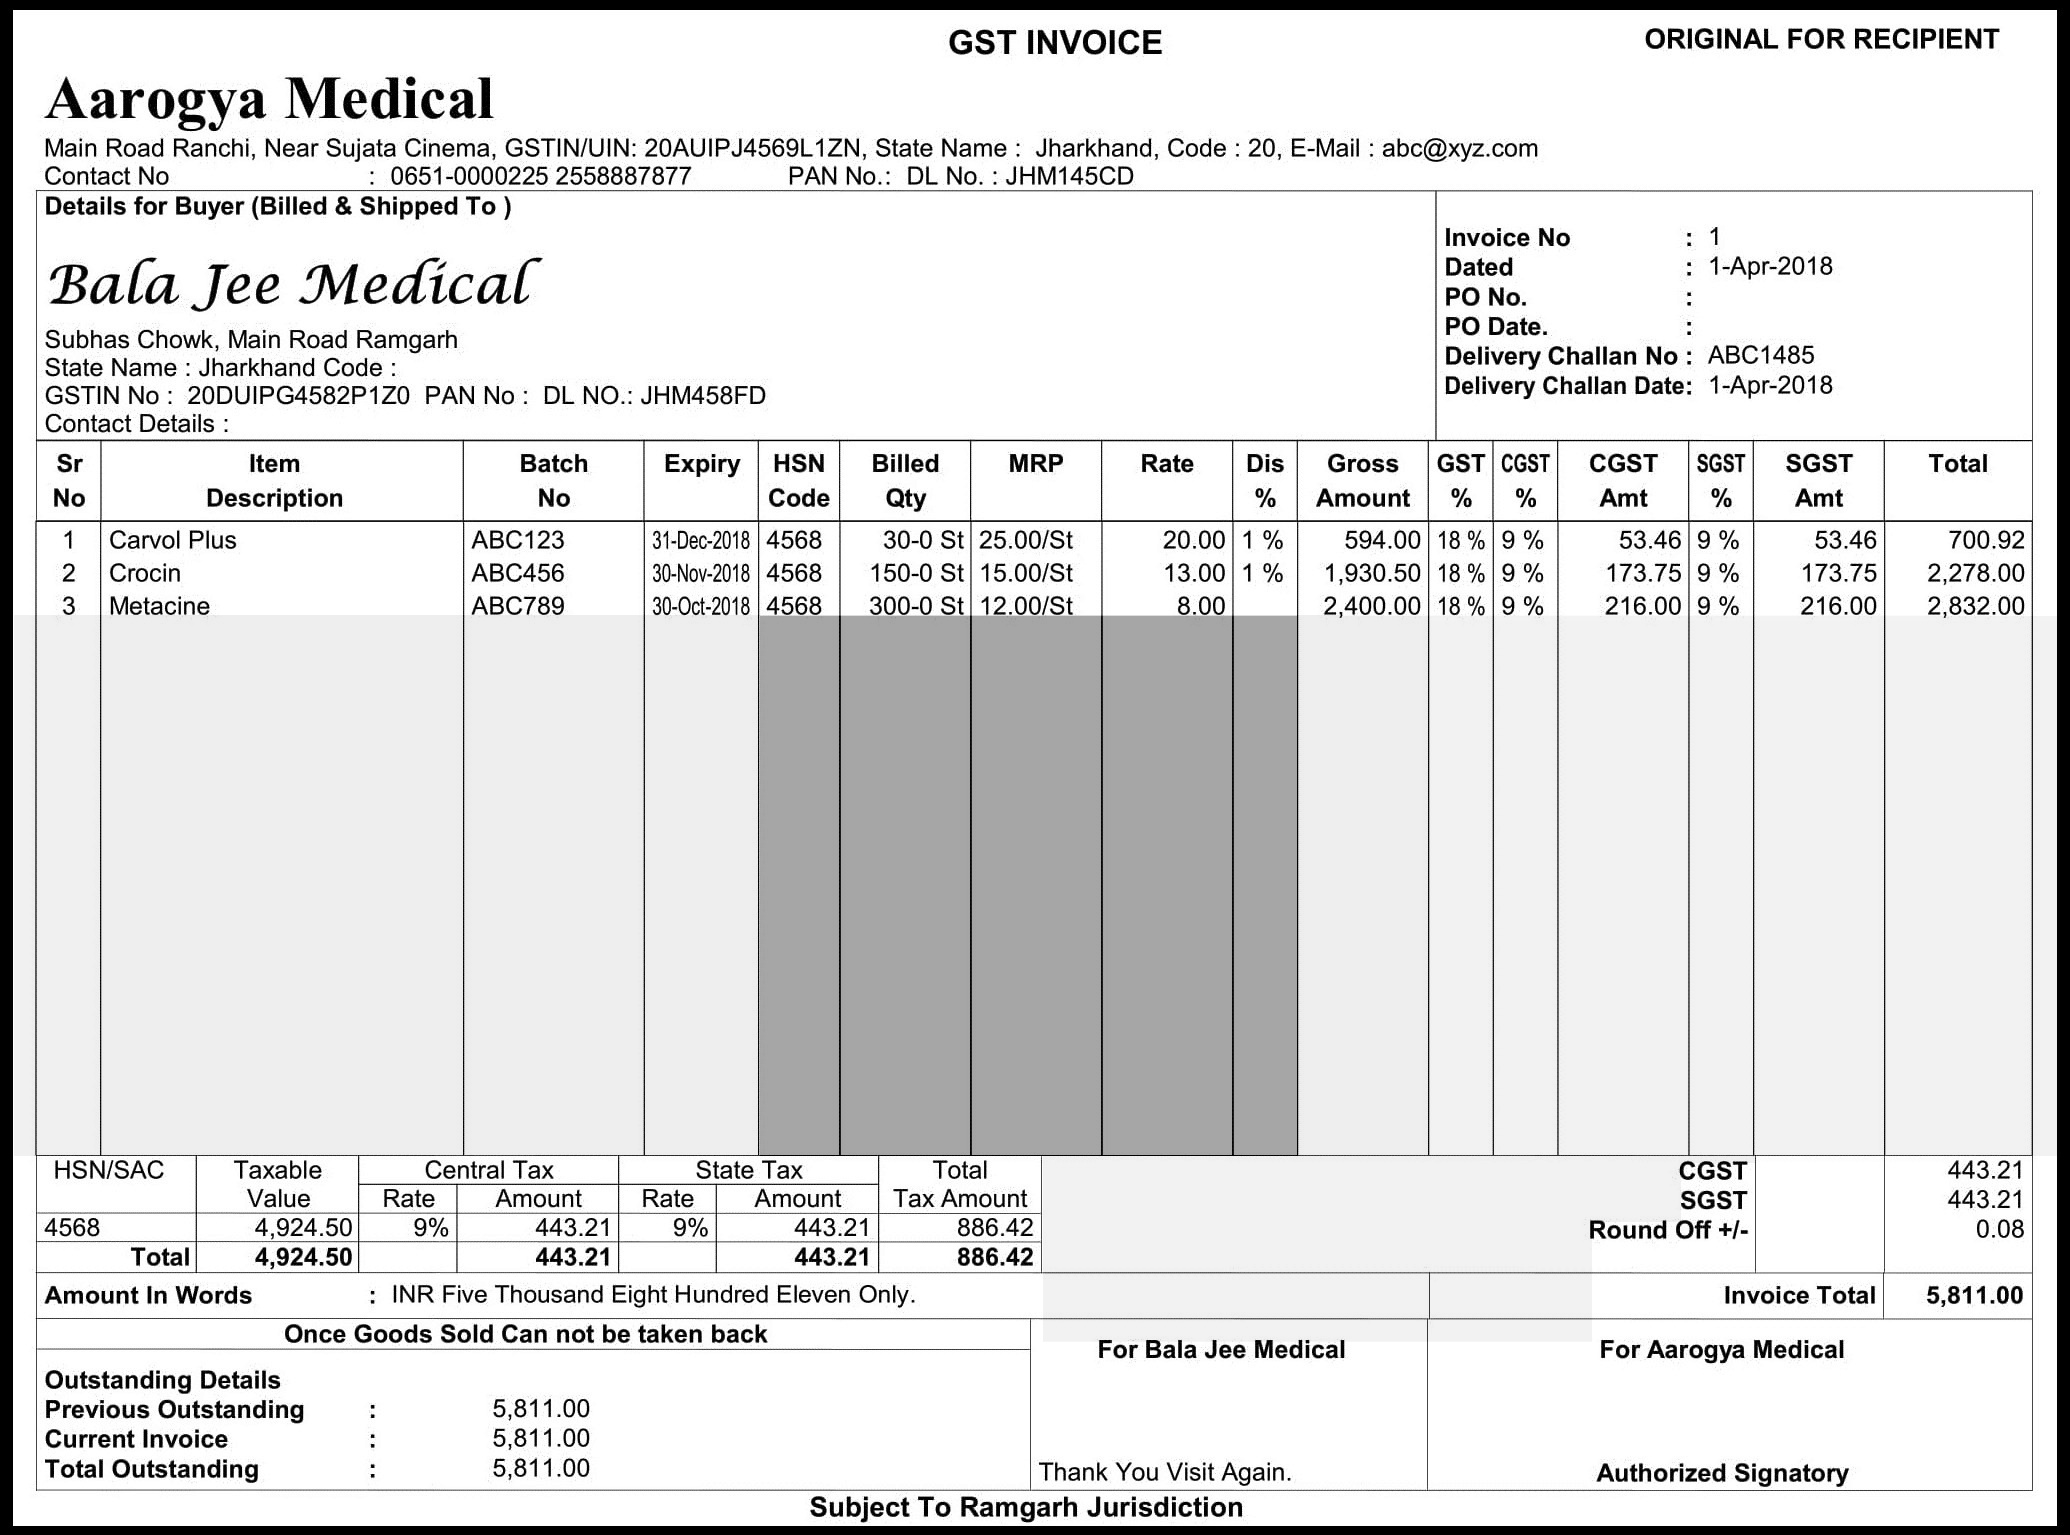 GST INVOICE
ORIGINAL FOR RECIPIENT
Aarogya Medical
Main Road Ranchi, Near Sujata Cinema, GSTIN/UIN: 20AUIPJ4569L1ZN, State Name : Jharkhand, Code : 20, E-Mail : abc@xyz.com
Contact No : 0651-0000225 2558887877 PAN No.: DL No. : JHM145CD
Details for Buyer (Billed & Shipped To )
Bala Jee Medical
Subhas Chowk, Main Road Ramgarh
State Name : Jharkhand Code :
GSTIN No : 20DUIPG4582P1Z0 PAN No : DL NO.: JHM458FD
Contact Details :
Invoice No : 1
Dated : 1-Apr-2018
PO No. :
PO Date. :
Delivery Challan No : ABC1485
Delivery Challan Date: 1-Apr-2018
Sr Item Batch Expiry HSN Billed MRP Rate Dis Gross GST CGST CGST SGST SGST Total
No Description No Code Qty % Amount % % Amt % Amt
1 Carvol Plus ABC123 31-Dec-2018 4568 30-0 St 25.00/St 20.00 1 % 594.00 18 % 9 % 53.46 9 % 53.46 700.92
2 Crocin ABC456 30-Nov-2018 4568 150-0 St 15.00/St 13.00 1 % 1,930.50 18 % 9 % 173.75 9 % 173.75 2,278.00
3 Metacine ABC789 30-Oct-2018 4568 300-0 St 12.00/St 8.00 2,400.00 18 % 9 % 216.00 9 % 216.00 2,832.00
HSN/SAC Taxable Central Tax State Tax Total
Value Rate Amount Rate Amount Tax Amount
4568 4,924.50 9% 443.21 9% 443.21 886.42
Total 4,924.50 443.21 443.21 886.42
CGST 443.21
SGST 443.21
Round Off +/- 0.08
Amount In Words : INR Five Thousand Eight Hundred Eleven Only.
Invoice Total 5,811.00
Once Goods Sold Can not be taken back
Outstanding Details
Previous Outstanding : 5,811.00
Current Invoice : 5,811.00
Total Outstanding : 5,811.00
For Bala Jee Medical
Thank You Visit Again.
For Aarogya Medical
Authorized Signatory
Subject To Ramgarh Jurisdiction